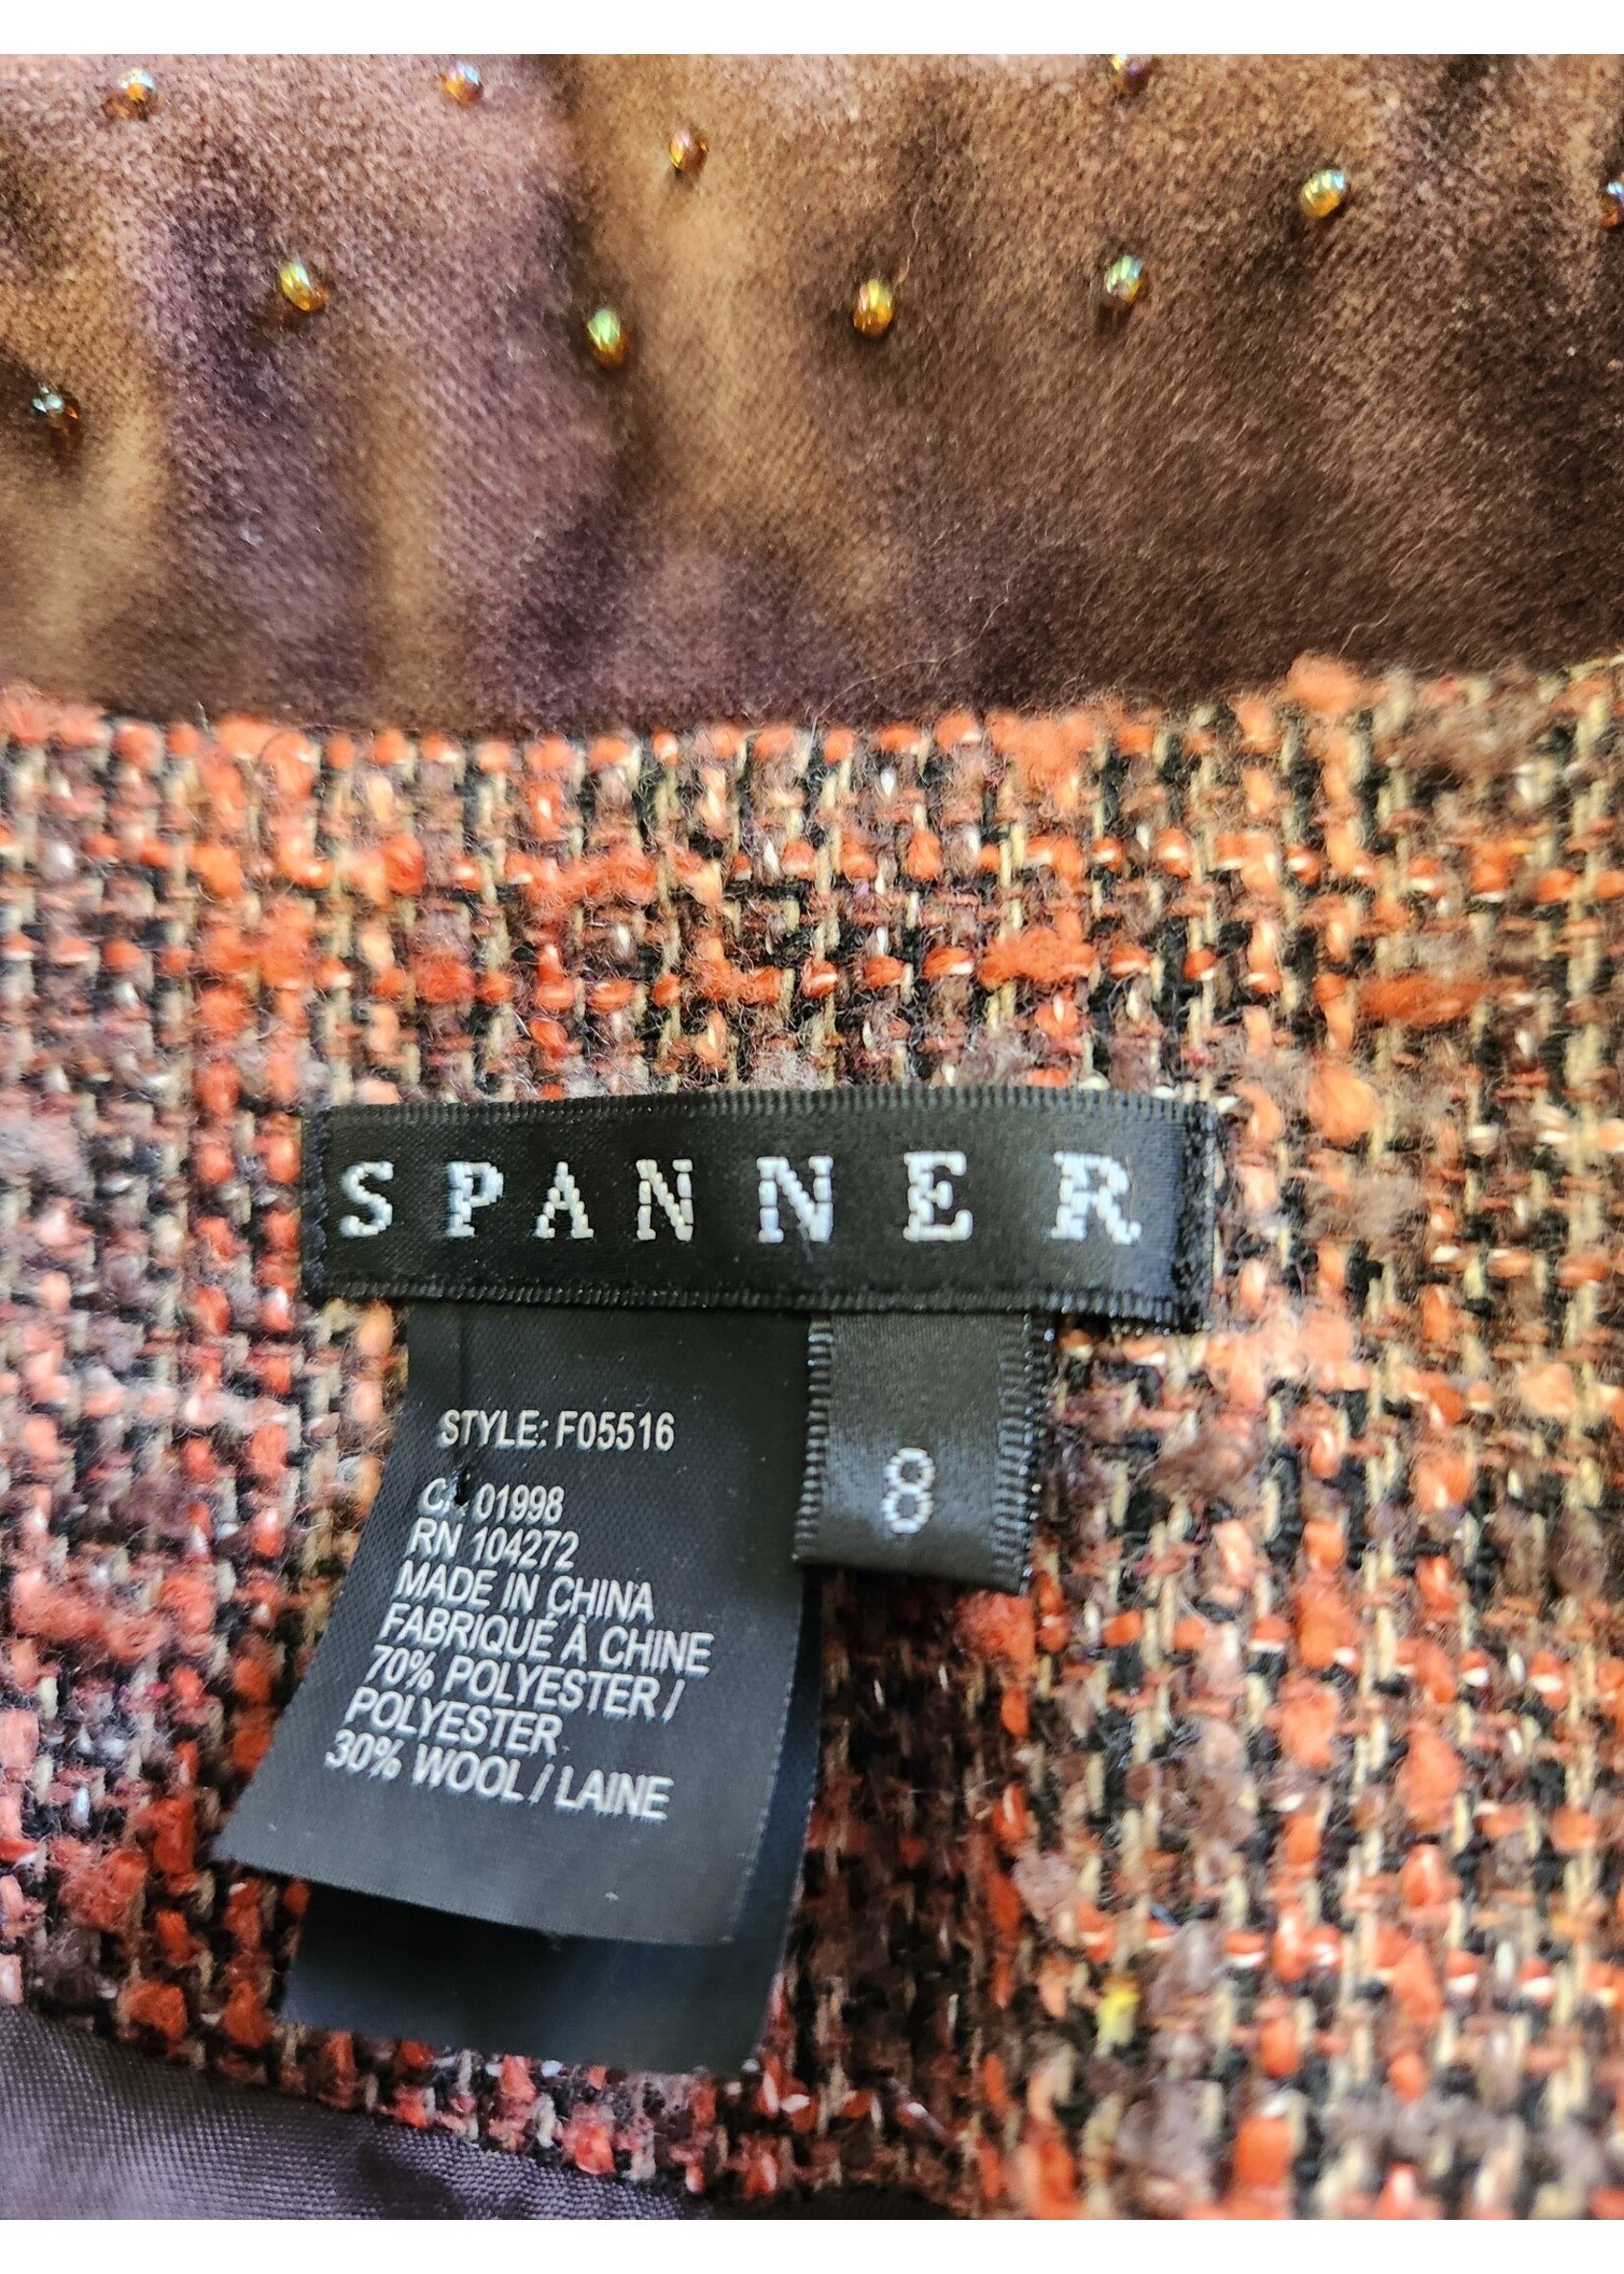 SPANNER
8
STYLE: F05516
01998
RN 104272
MADE IN CHINA
FABRIQUÉ À CHINE
70% POLYESTER /
POLYESTER
30% WOOL / LAINE